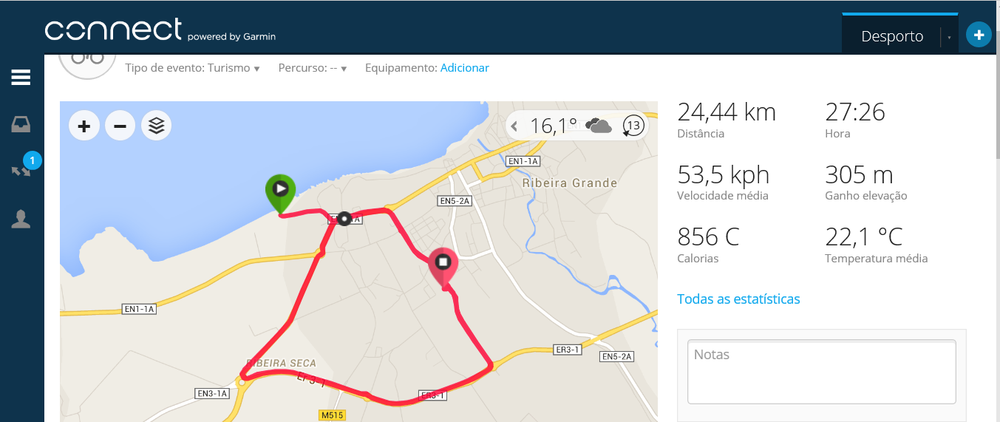 connect powered by Garmin
Desporto
Tipo de evento: Turismo Percurso: -- Equipamento: Adicionar
1
16,1° 13
EN1-1A
Ribeira Grande
EN5-2A
EN1-1A
RIBEIRA SECA
Er 3-1
EN3-1A
ER3-1
ER3-1
EN5-2A
M515
24,44 km
Distância
27:26
Hora
53,5 kph
Velocidade média
305 m
Ganho elevação
856 C
Calorias
22,1 °C
Temperatura média
Todas as estatísticas
Notas